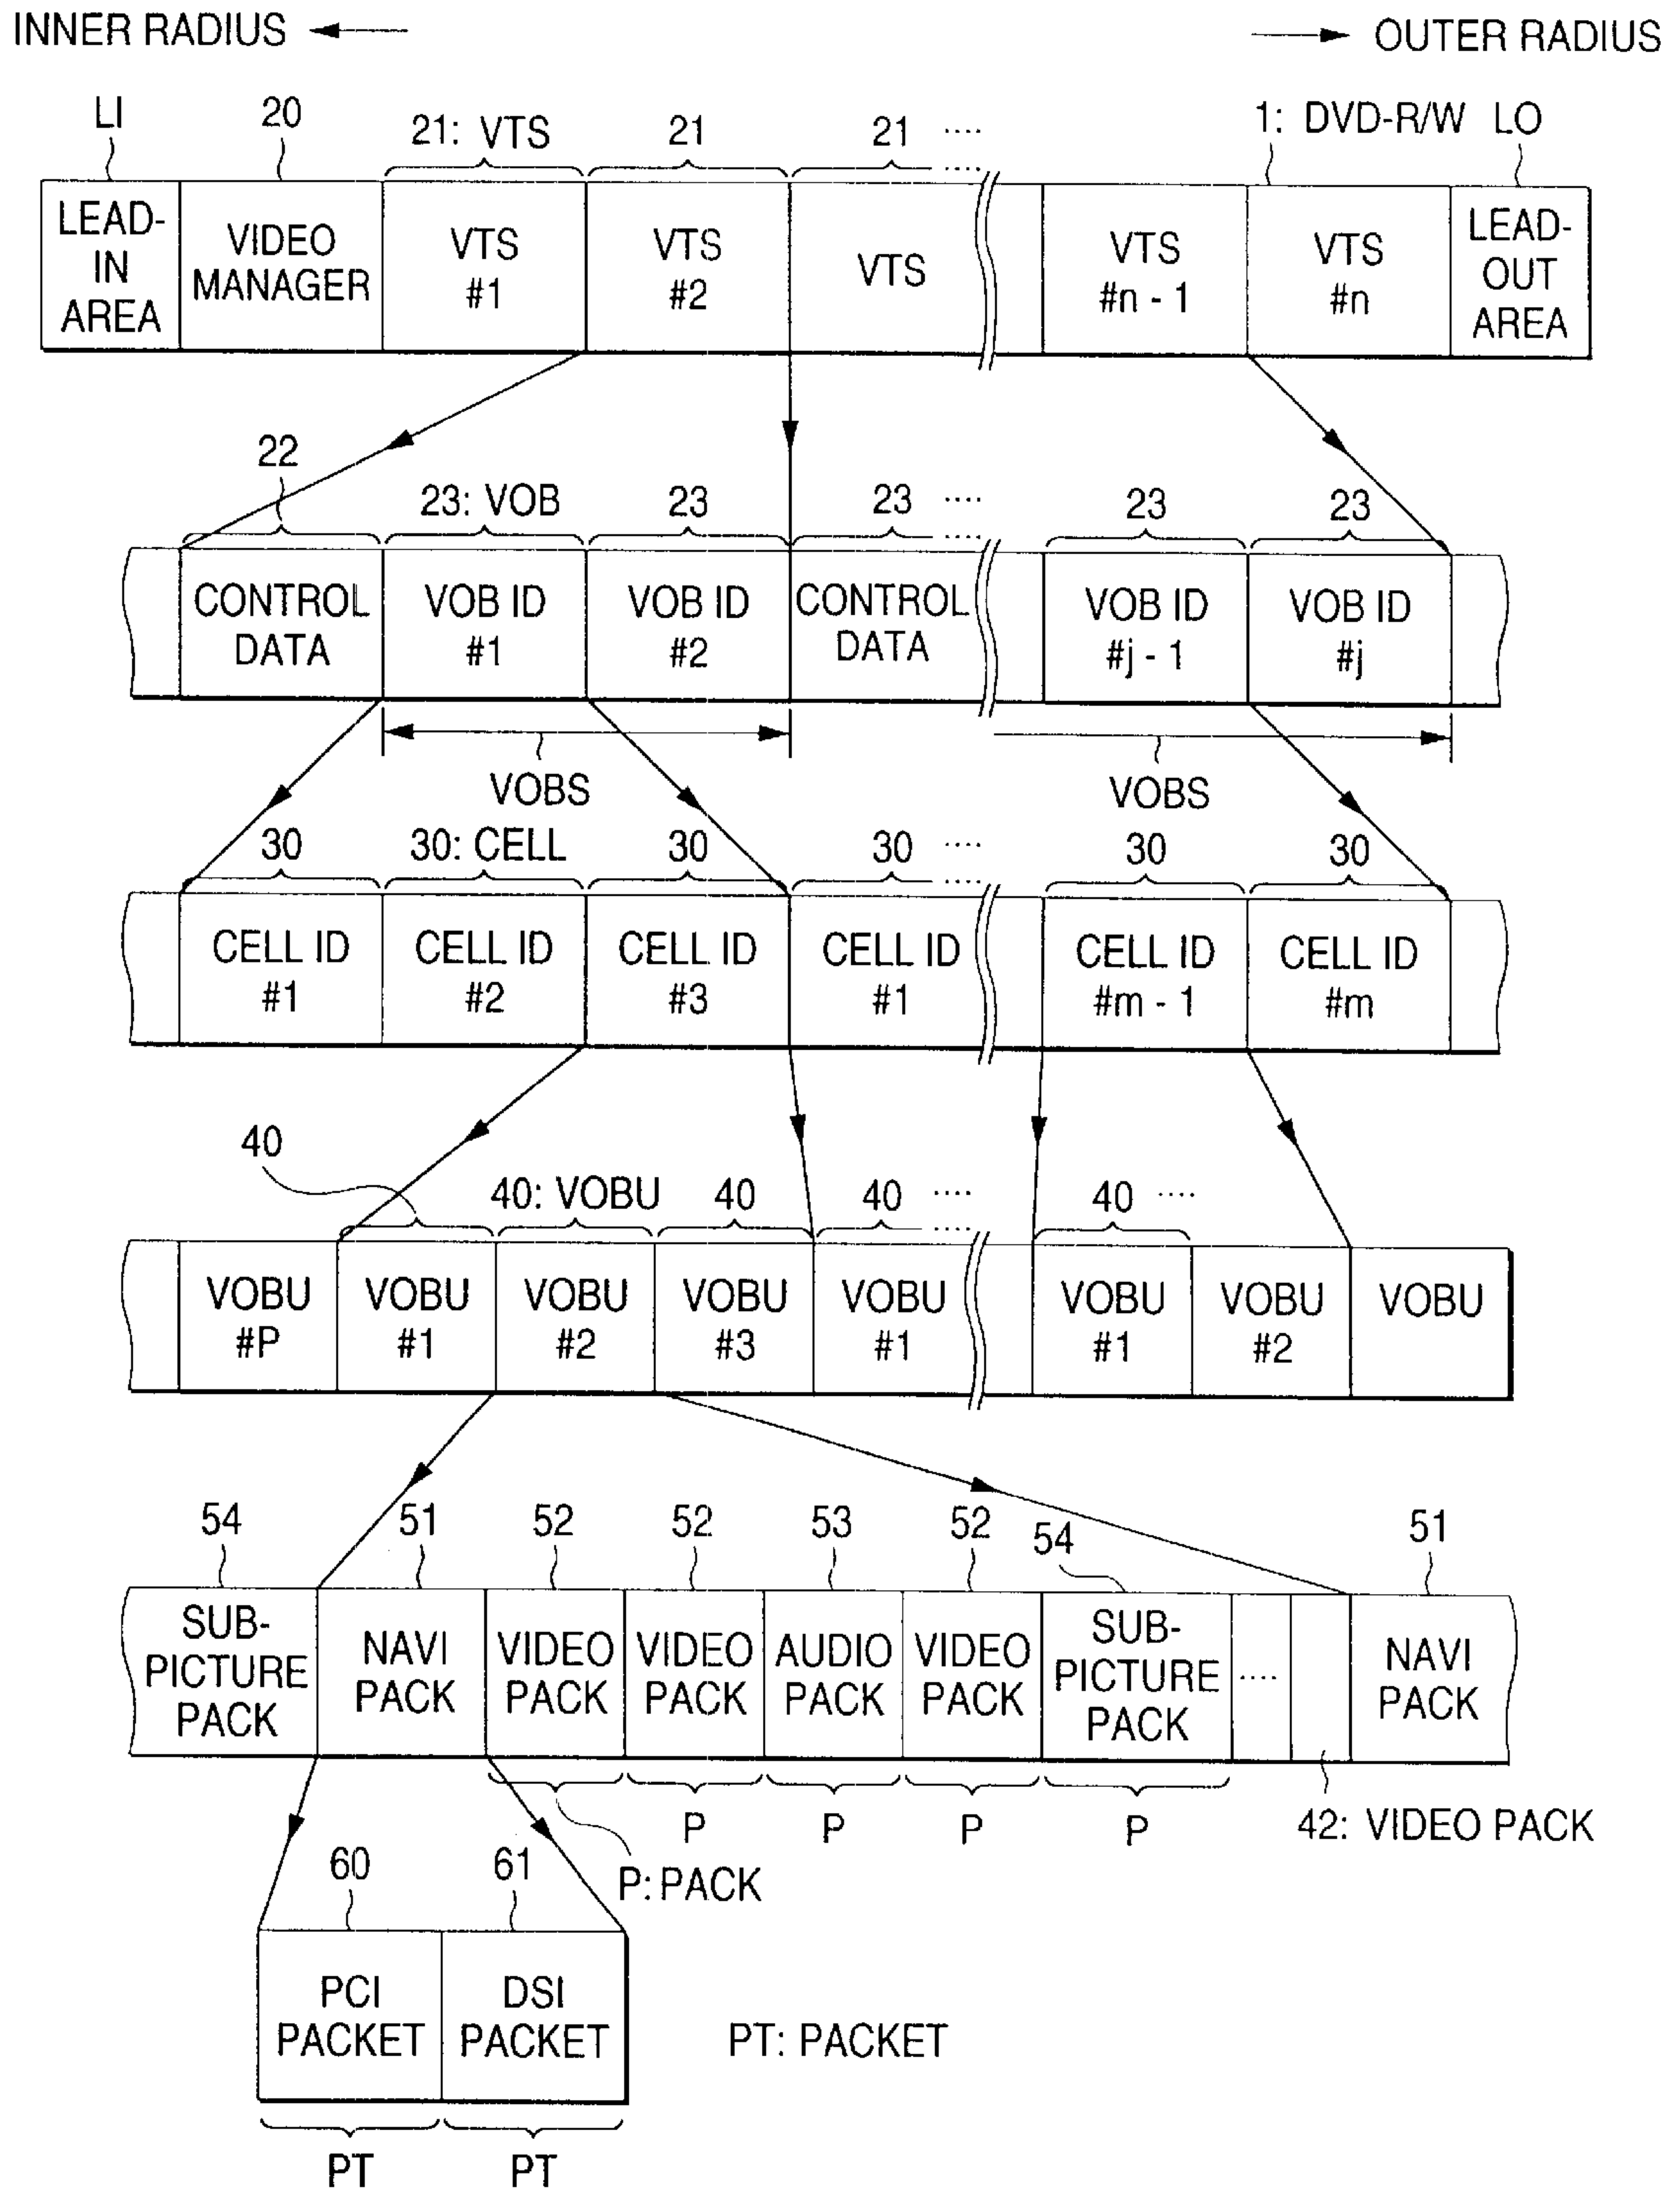 INNER RADIUS
OUTER RADIUS
LI
20
21: VTS
21
21 ....
1: DVD-R/W
LO
LEAD-
IN
AREA
VIDEO
MANAGER
VTS
#1
VTS
#2
VTS
VTS
#n - 1
VTS
#n
LEAD-
OUT
AREA
22
23: VOB
23
23 ....
23
23
CONTROL
DATA
VOB ID
#1
VOB ID
#2
CONTROL
DATA
VOB ID
#j - 1
VOB ID
#j
VOBS
VOBS
30
30: CELL
30
30 ....
30
30
CELL ID
#1
CELL ID
#2
CELL ID
#3
CELL ID
#1
CELL ID
#m - 1
CELL ID
#m
40
40: VOBU
40
40 ....
40 ....
VOBU
#P
VOBU
#1
VOBU
#2
VOBU
#3
VOBU
#1
VOBU
#1
VOBU
#2
VOBU
54
51
52
52
53
52
54
51
SUB-
PICTURE
PACK
NAVI
PACK
VIDEO
PACK
VIDEO
PACK
AUDIO
PACK
VIDEO
PACK
SUB-
PICTURE
PACK
....
NAVI
PACK
P
P
P
P
42: VIDEO PACK
P: PACK
60
61
PCI
PACKET
DSI
PACKET
PT: PACKET
PT
PT